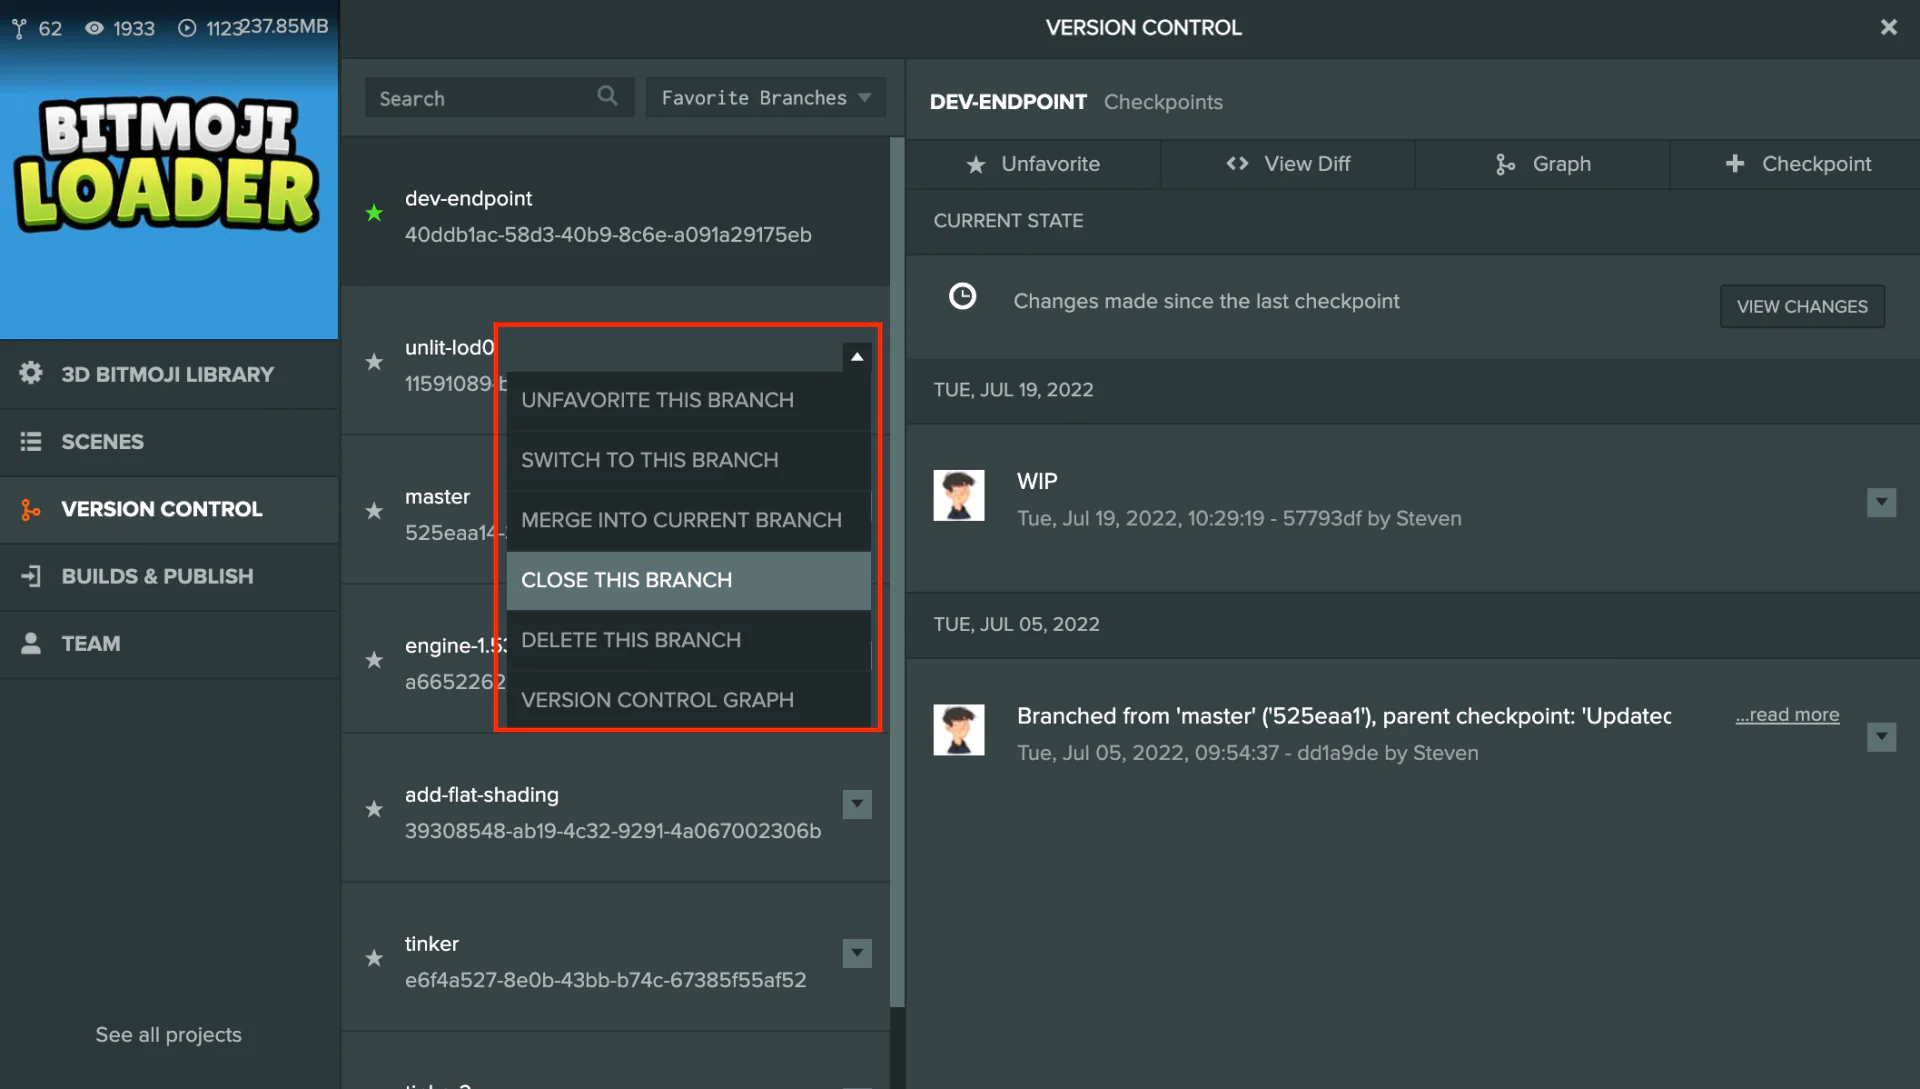 62 1933 1123 237.85MB
BITMOJI
LOADER
3D BITMOJI LIBRARY
SCENES
VERSION CONTROL
BUILDS & PUBLISH
TEAM
See all projects
VERSION CONTROL
Search
Favorite Branches
dev-endpoint
40ddb1ac-58d3-40b9-8c6e-a091a29175eb
unlit-lod0
11591089-b
UNFAVORITE THIS BRANCH
SWITCH TO THIS BRANCH
MERGE INTO CURRENT BRANCH
CLOSE THIS BRANCH
DELETE THIS BRANCH
VERSION CONTROL GRAPH
master
525eaa14-
engine-1.53
a6652262
add-flat-shading
39308548-ab19-4c32-9291-4a067002306b
tinker
e6f4a527-8e0b-43bb-b74c-67385f55af52
DEV-ENDPOINT Checkpoints
Unfavorite View Diff Graph Checkpoint
CURRENT STATE
Changes made since the last checkpoint
VIEW CHANGES
TUE, JUL 19, 2022
WIP
Tue, Jul 19, 2022, 10:29:19 - 57793df by Steven
TUE, JUL 05, 2022
Branched from 'master' ('525eaa1'), parent checkpoint: 'Updated ...read more
Tue, Jul 05, 2022, 09:54:37 - dd1a9de by Steven